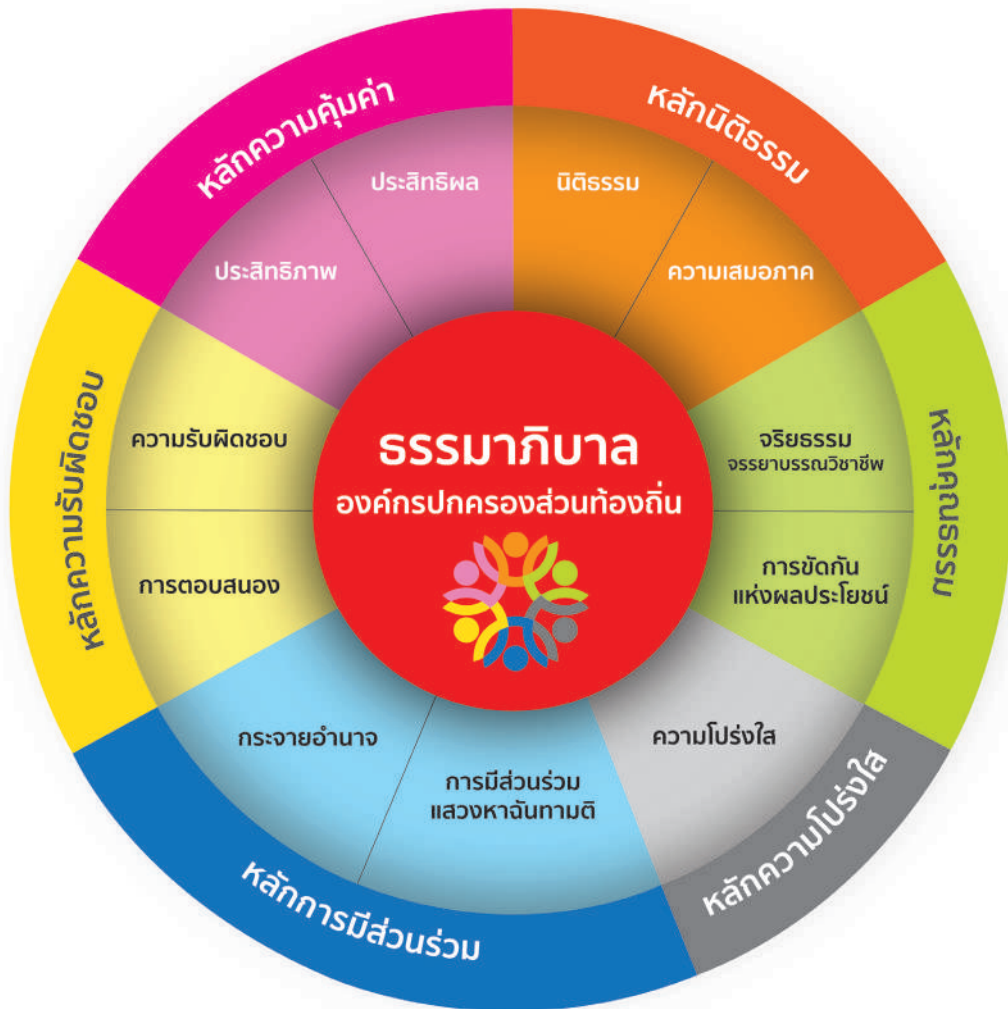 ธรรมาภิบาล
องค์กรปกครองส่วนท้องถิ่น
หลักนิติธรรม
นิติธรรม
ความเสมอภาค
หลักคุณธรรม
จริยธรรม
จรรยาบรรณวิชาชีพ
การขัดกัน
แห่งผลประโยชน์
หลักความโปร่งใส
ความโปร่งใส
หลักการมีส่วนร่วม
การมีส่วนร่วม
แสวงหาฉันทามติ
กระจายอำนาจ
หลักความรับผิดชอบ
การตอบสนอง
ความรับผิดชอบ
หลักความคุ้มค่า
ประสิทธิภาพ
ประสิทธิผล